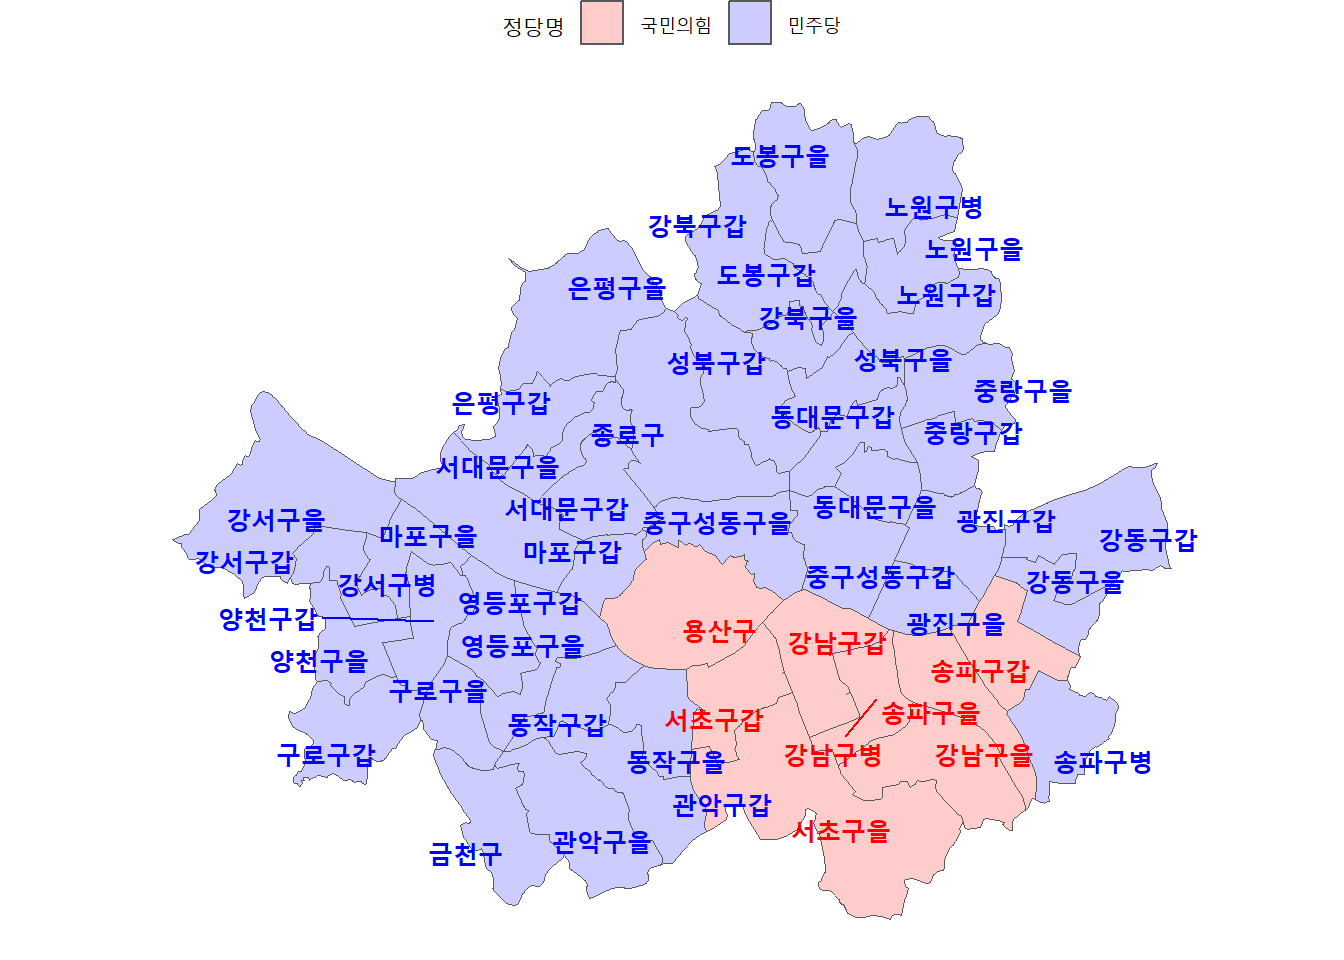 정당명 국민의힘 민주당
도봉구을
노원구병
강북구갑
노원구을
도봉구갑
은평구을
노원구갑
강북구을
성북구갑
성북구을
중랑구을
은평구갑
동대문구갑
종로구
중랑구갑
서대문구을
서대문구갑
동대문구을
강서구을
중구성동구을
광진구갑
마포구을
강동구갑
마포구갑
강서구갑
강서구병
중구성동구갑
강동구을
영등포구갑
양천구갑
용산구
광진구을
강남구갑
영등포구을
양천구을
송파구갑
구로구을
송파구을
서초구갑
동작구갑
구로구갑
강남구병
강남구을
동작구을
송파구병
관악구갑
서초구을
관악구을
금천구